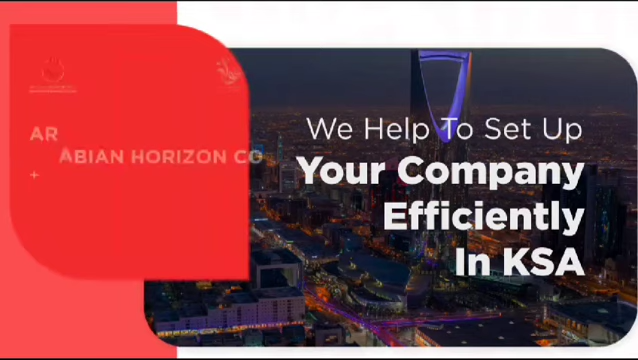 AR
ABIAN HORIZON CO
+
We Help To Set Up
Your Company
Efficiently
In KSA